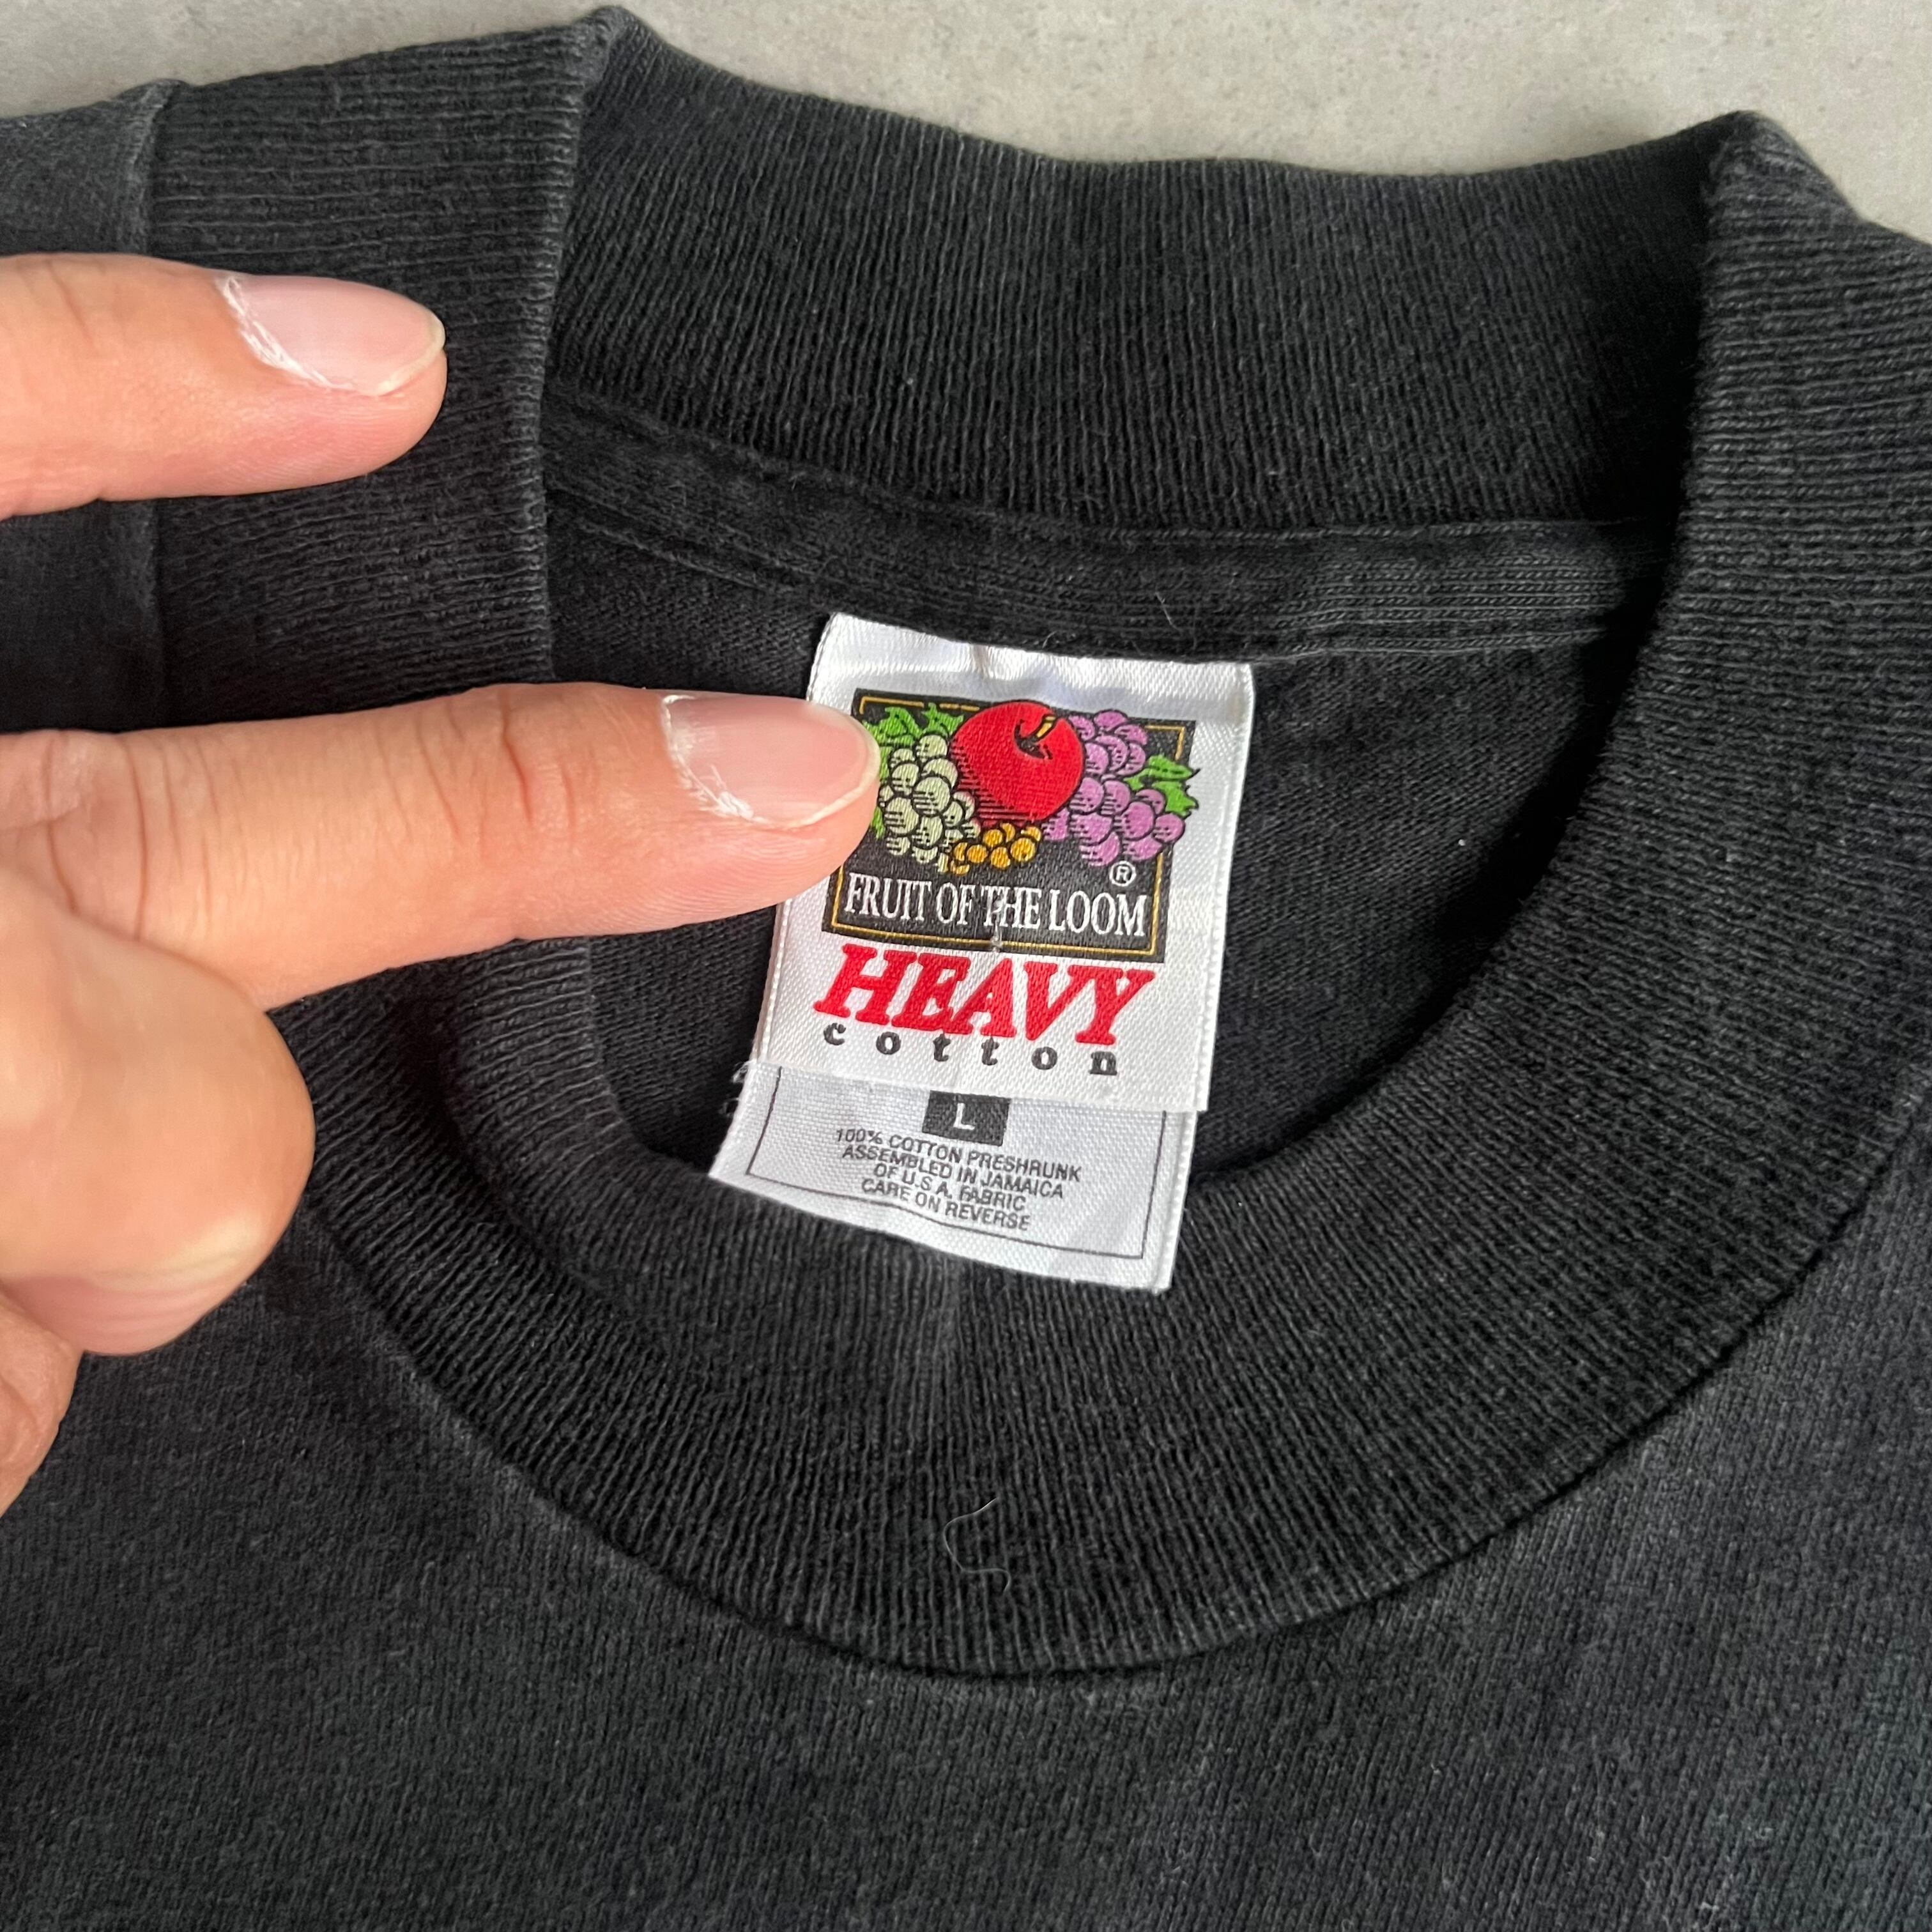 ®
FRUIT OF THE LOOM
HEAVY
cotton
L
100% COTTON PRESHRUNK
ASSEMBLED IN JAMAICA
OF U.S.A. FABRIC
CARE ON REVERSE